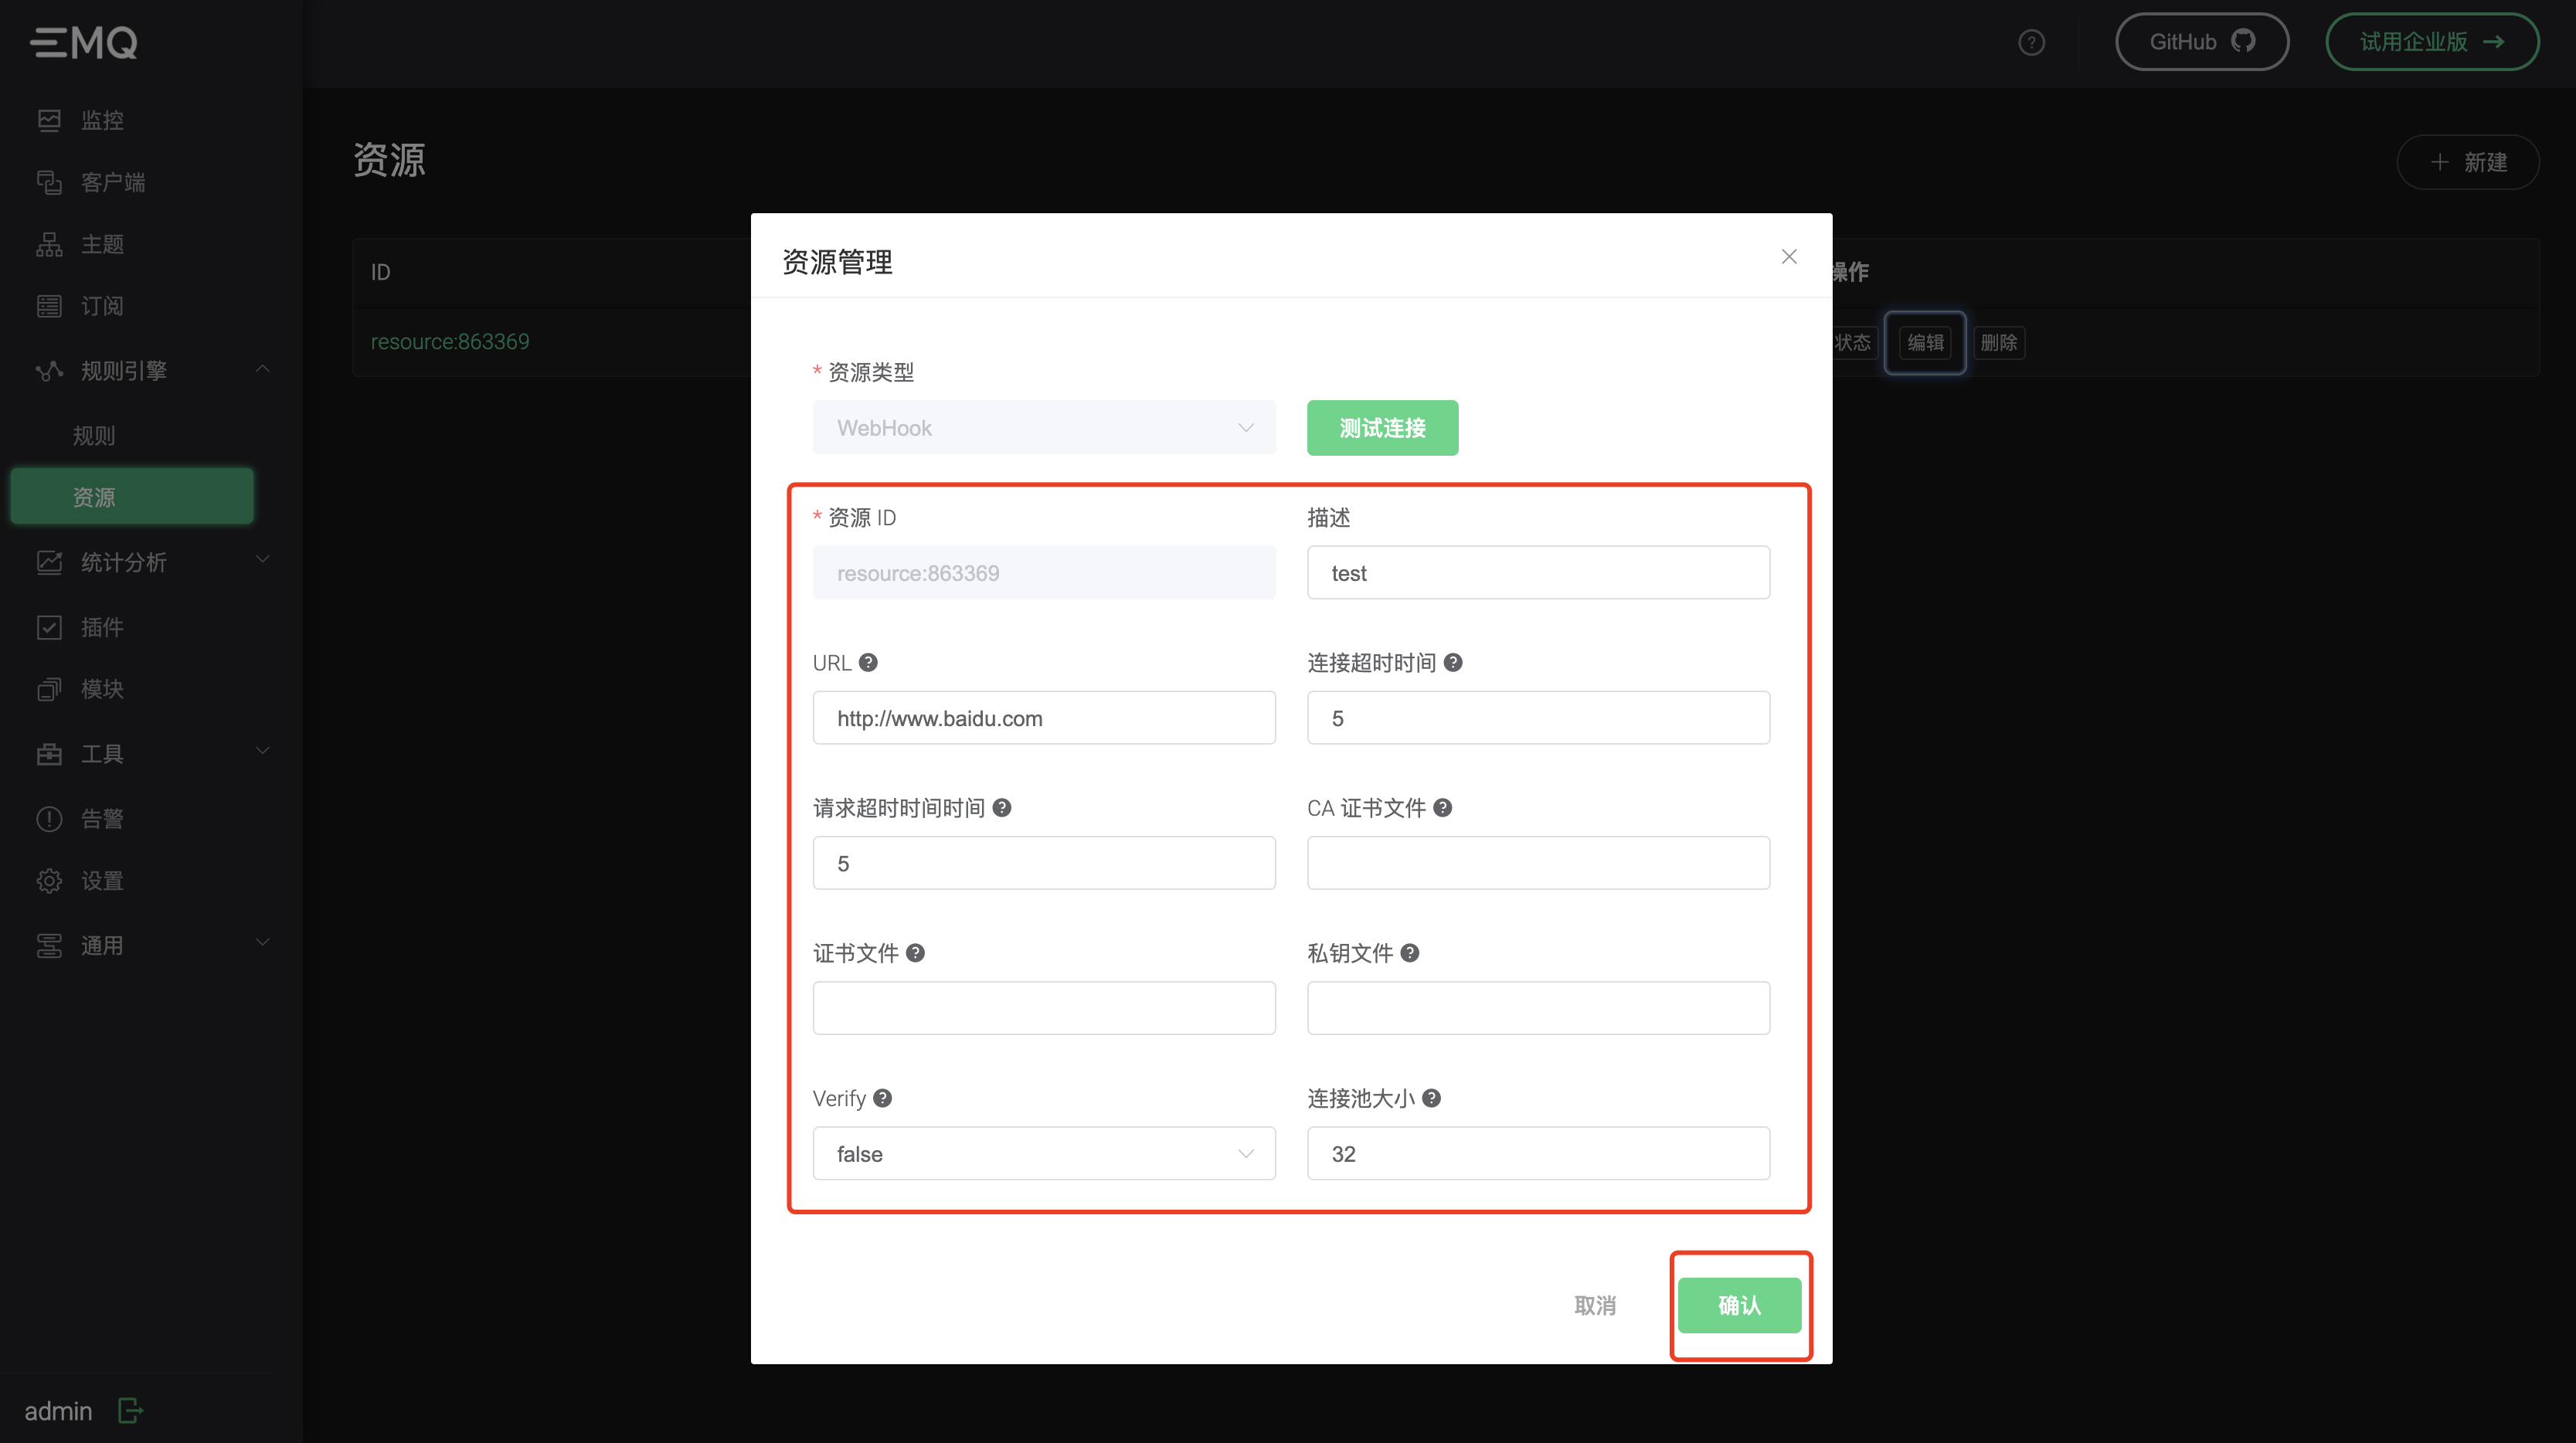 EMQ
GitHub
试用企业版
监控
客户端
主题
订阅
规则引擎
规则
资源
统计分析
插件
模块
工具
告警
设置
通用
admin
资源
新建
ID
操作
resource:863369
状态
编辑
删除
资源管理
* 资源类型
WebHook
测试连接
* 资源 ID
描述
resource:863369
test
URL
连接超时时间
http://www.baidu.com
5
请求超时时间时间
CA 证书文件
5
证书文件
私钥文件
Verify
连接池大小
false
32
取消
确认